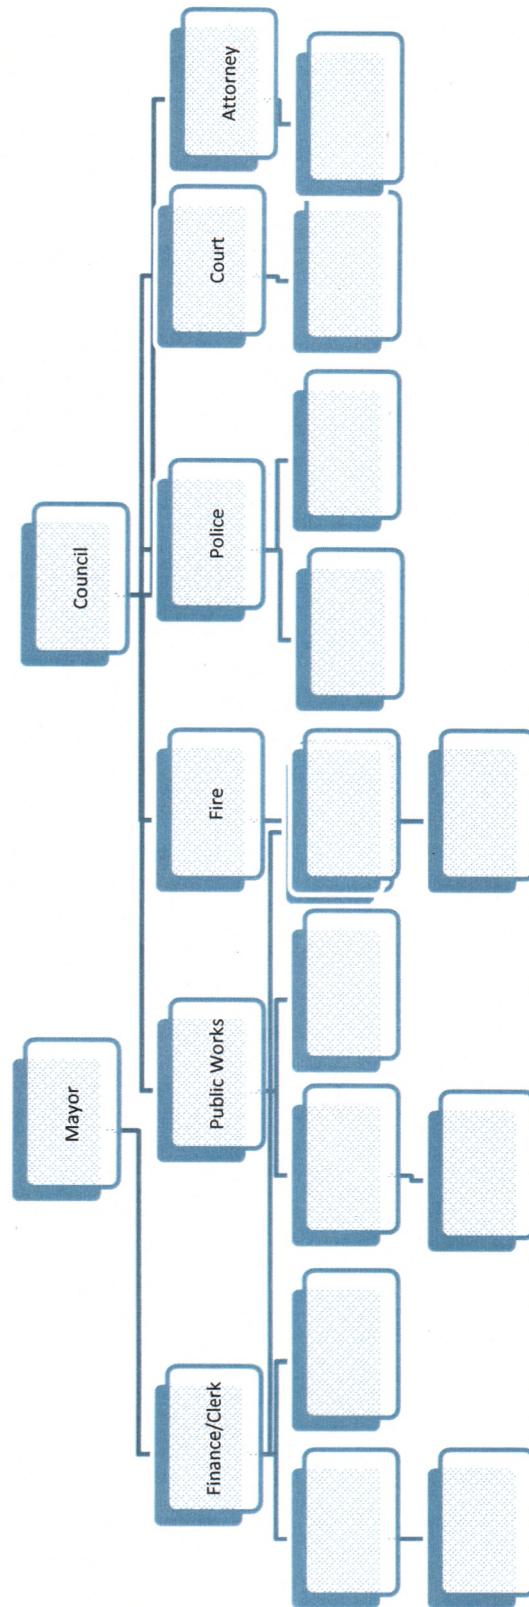 Mayor
Council
Finance/Clerk
Public Works
Fire
Police
Court
Attorney